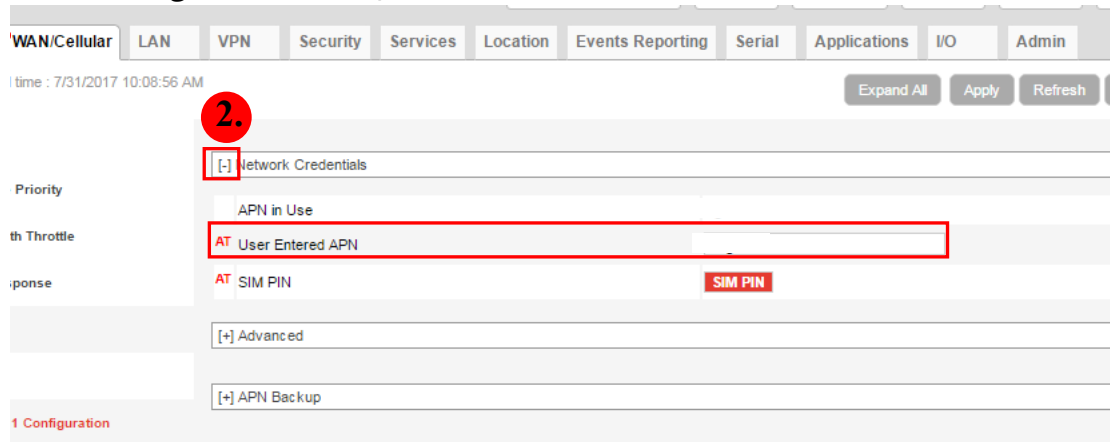 WAN/Cellular LAN VPN Security Services Location Events Reporting Serial Applications I/O Admin
time : 7/31/2017 10:08:56 AM
Expand All Apply Refresh
2.
[-] Network Credentials
Priority
APN in Use
th Throttle
AT User Entered APN
ponse
AT SIM PIN SIM PIN
[+] Advanced
[+] APN Backup
1 Configuration